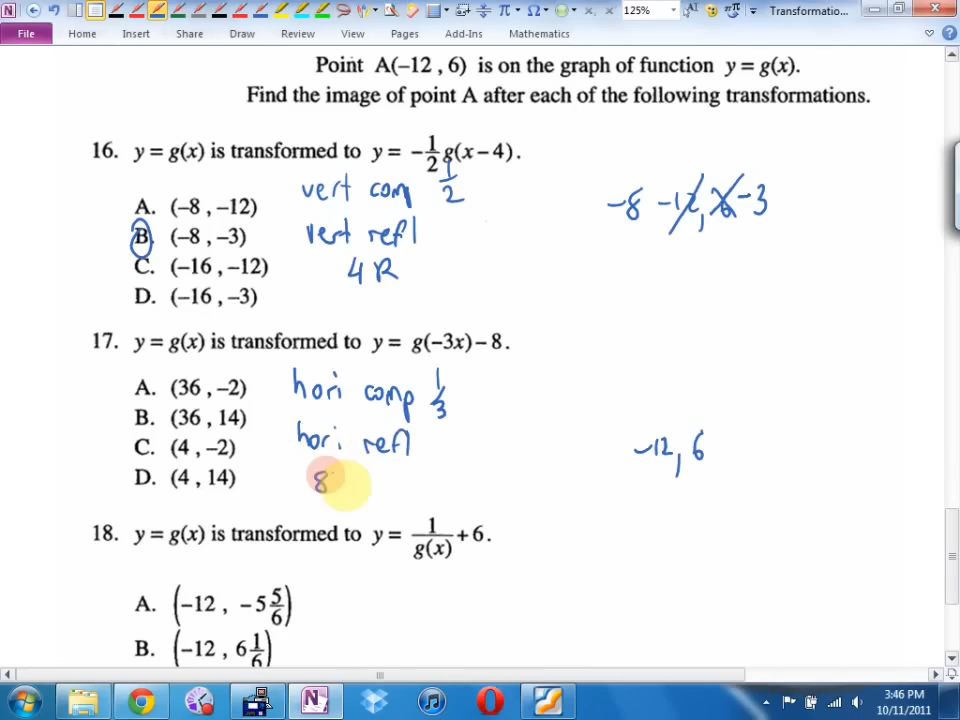 125%
Transformatio...
File Home Insert Share Draw Review View Pages Add-Ins Mathematics
Point A(−12 , 6) is on the graph of function y = g(x).
Find the image of point A after each of the following transformations.
16. y = g(x) is transformed to y = −1/2 g(x − 4).
vert comp 1/2
−8 −12, 6 −3
A. (−8 , −12)
B. (−8 , −3)
vert refl
C. (−16 , −12)
4 R
D. (−16 , −3)
17. y = g(x) is transformed to y = g(−3x) − 8.
A. (36 , −2)
hori comp 1/3
B. (36 , 14)
hori refl
C. (4 , −2)
−12, 6
D. (4 , 14)
8
18. y = g(x) is transformed to y = 1/g(x) + 6.
A. (−12 , −5 5/6)
B. (−12 , 6 1/6)
3:46 PM
10/11/2011